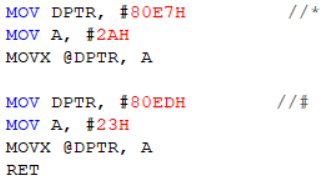 MOV DPTR, #80E7H //*
MOV A, #2AH
MOVX @DPTR, A
MOV DPTR, #80EDH //#
MOV A, #23H
MOVX @DPTR, A
RET